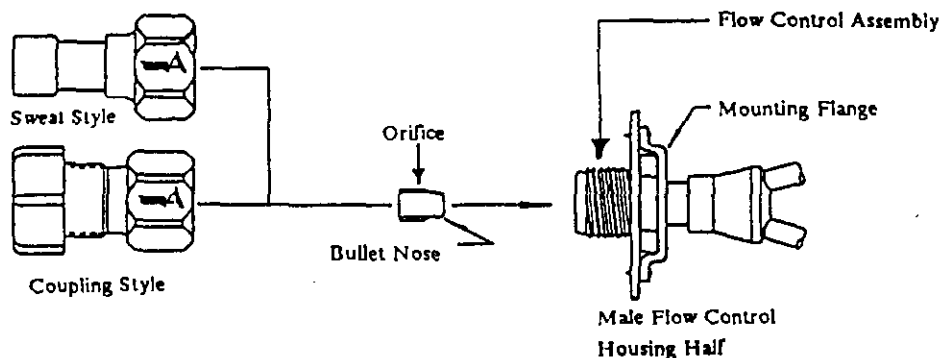 Flow Control Assembly
Mounting Flange
Sweat Style
Orifice
Bullet Nose
Coupling Style
Male Flow Control
Housing Half